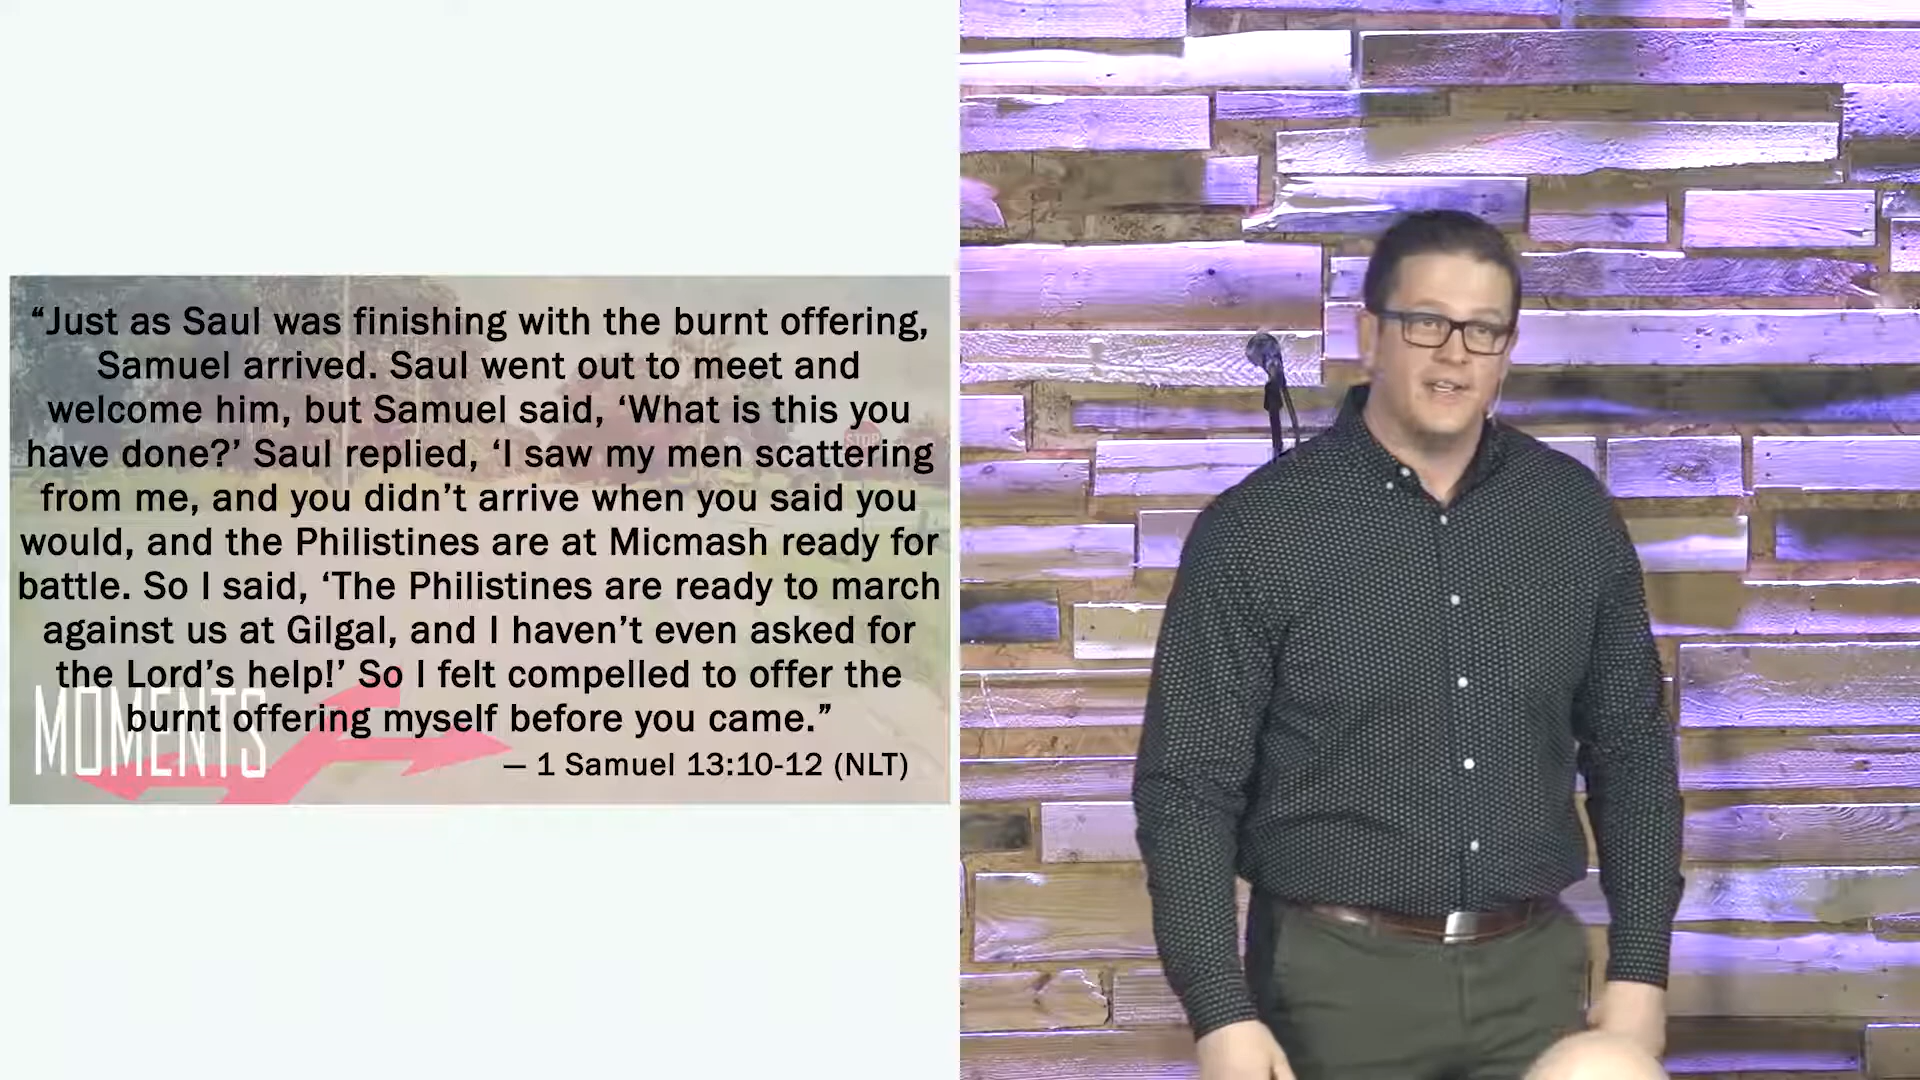 “Just as Saul was finishing with the burnt offering,
Samuel arrived. Saul went out to meet and
welcome him, but Samuel said, ‘What is this you
have done?’ Saul replied, ‘I saw my men scattering
from me, and you didn’t arrive when you said you
would, and the Philistines are at Micmash ready for
battle. So I said, ‘The Philistines are ready to march
against us at Gilgal, and I haven’t even asked for
the Lord’s help!’ So I felt compelled to offer the
burnt offering myself before you came.”
— 1 Samuel 13:10-12 (NLT)
MOMENTS
STOP